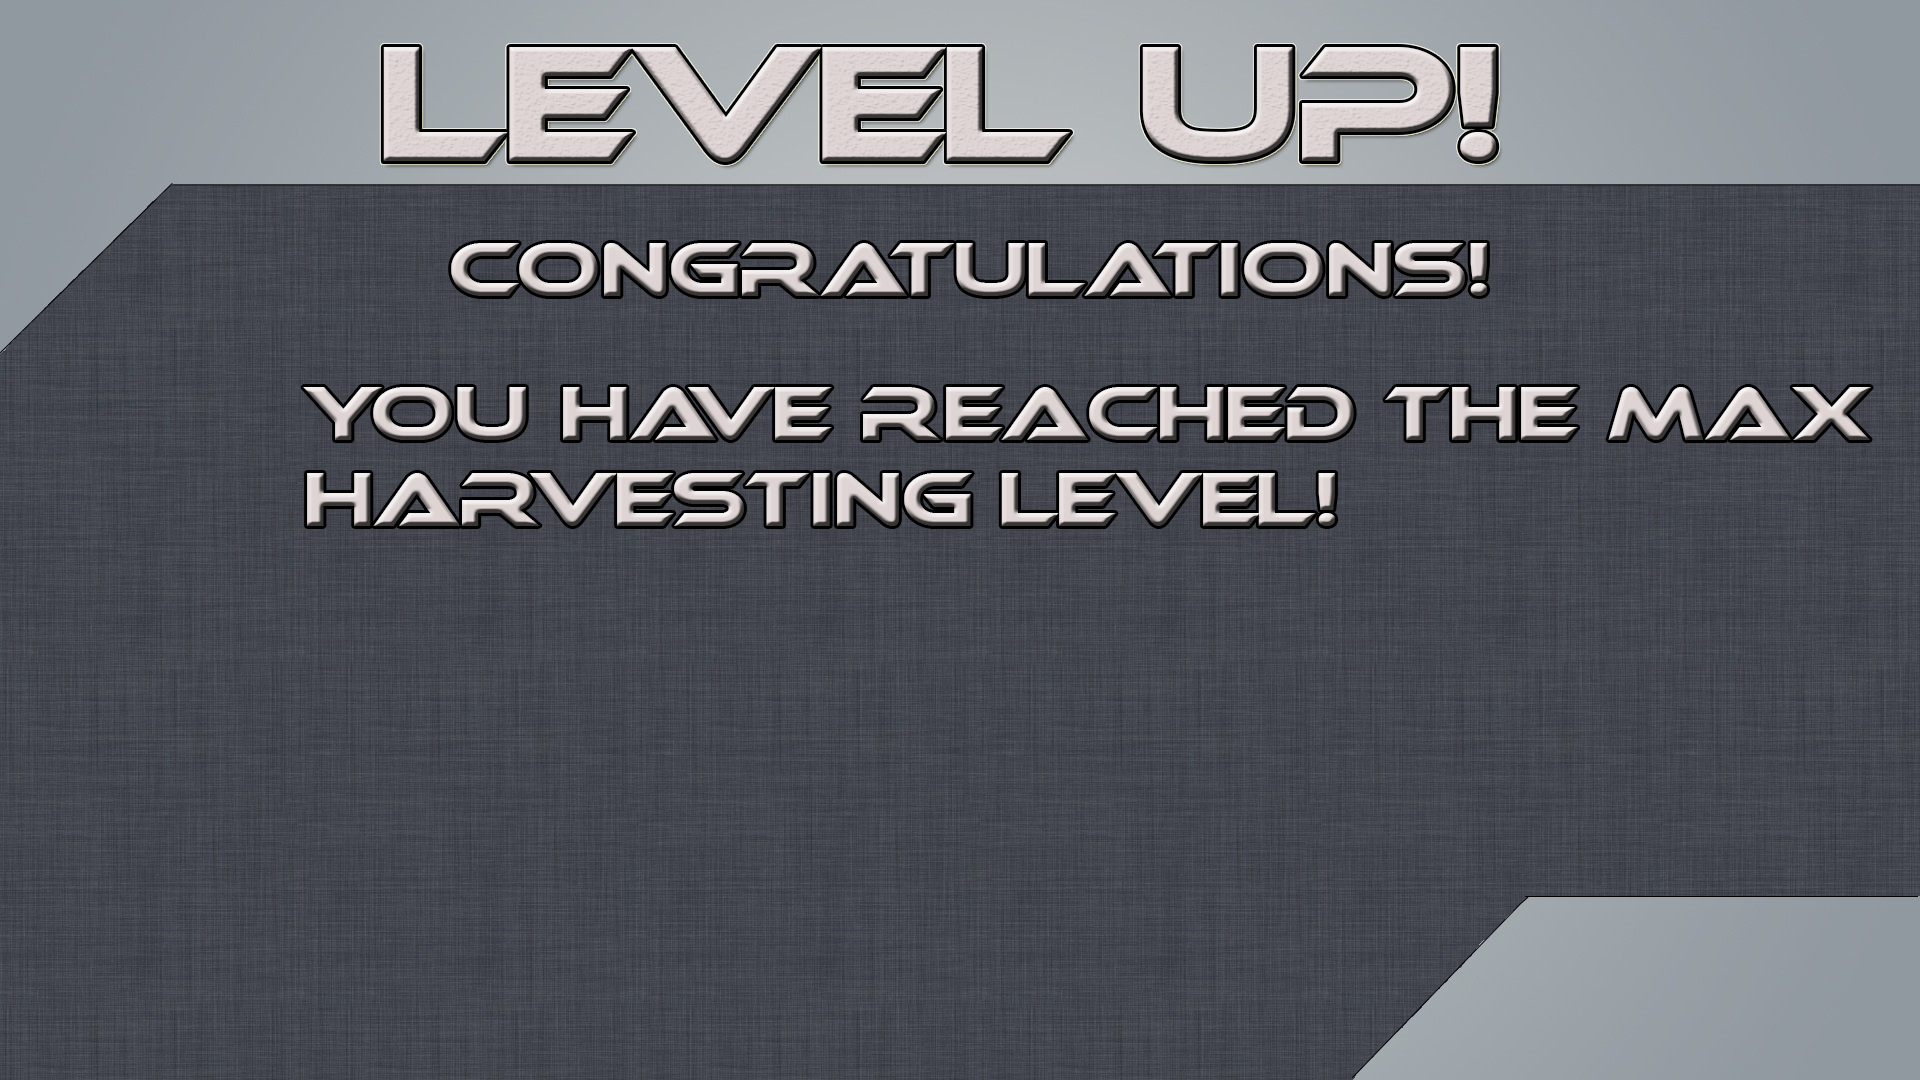 LEVEL UP!
CONGRATULATIONS!
YOU HAVE REACHED THE MAX
HARVESTING LEVEL!